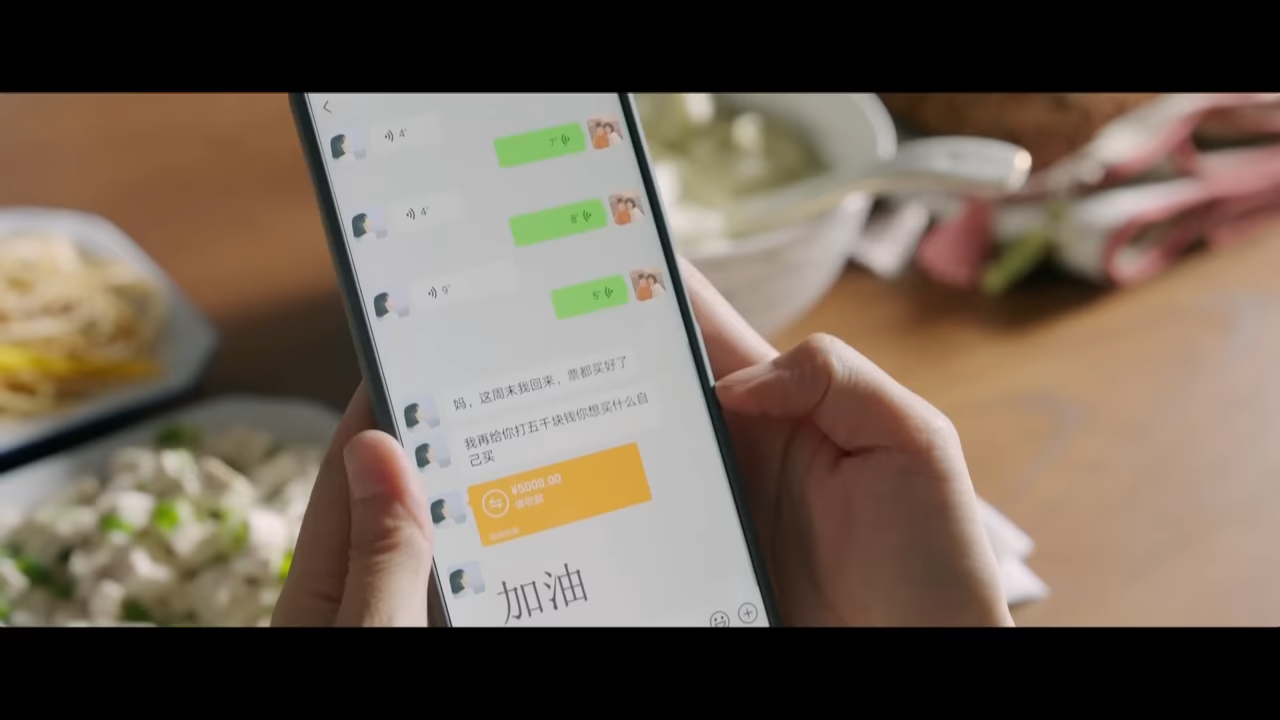 4"
7"
4"
8"
9"
5"
妈，这周末我回来，票都买好了
我再给你打五千块钱你想买什么自
己买
¥5000.00
加油